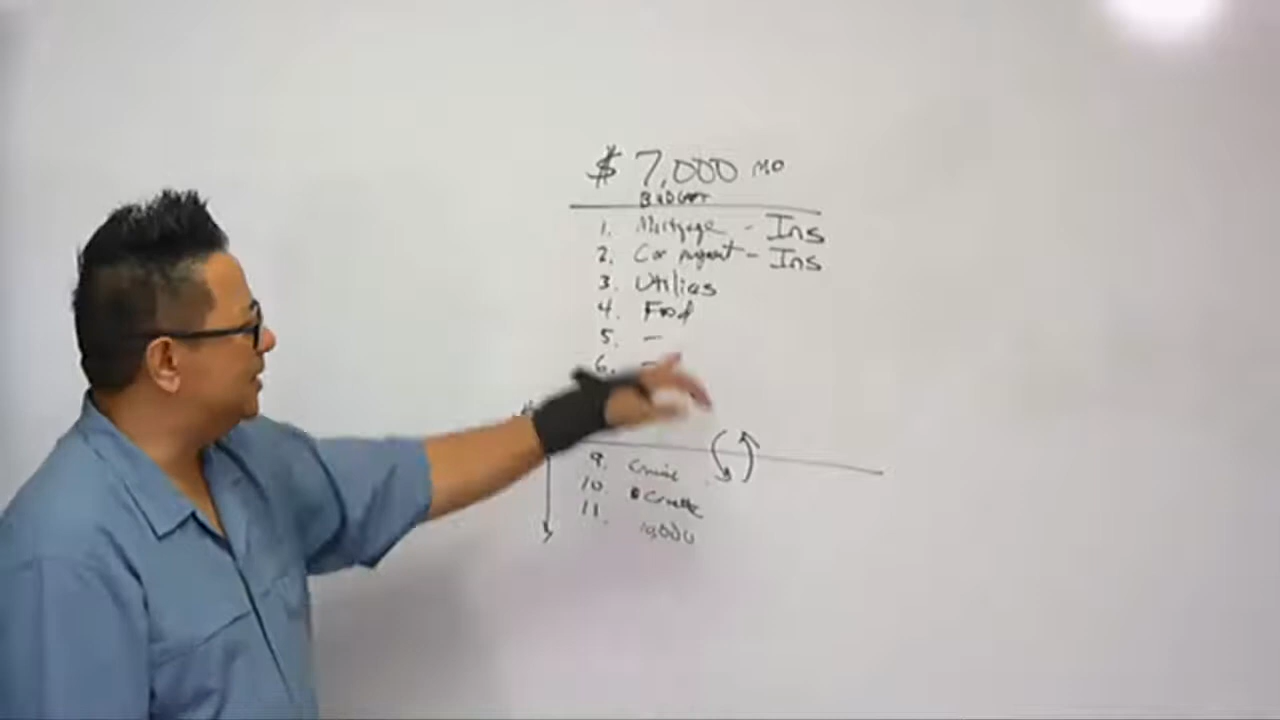 $ 7,000 MO
BUDGET
1. Mortgage - Ins
2. Car payment - Ins
3. Utilies
4. Food
5. -
6. -
9. Cruise
10.
11.